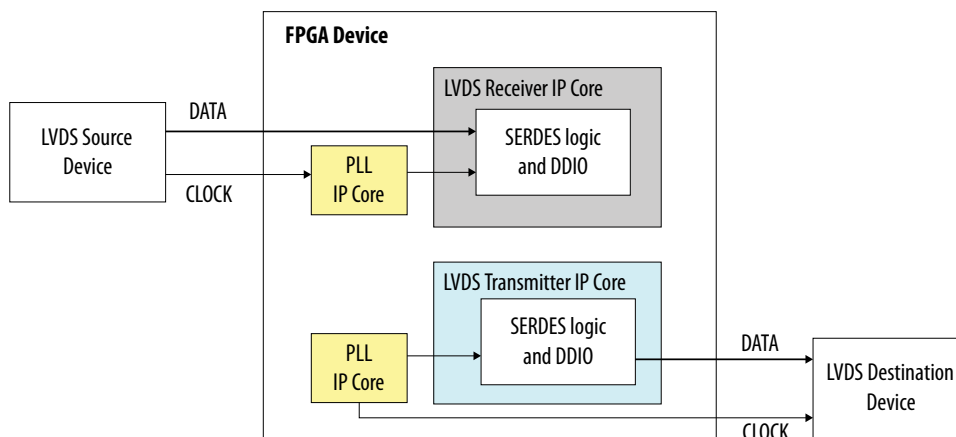 FPGA Device
LVDS Receiver IP Core
DATA
SERDES logic
and DDIO
LVDS Source
Device
PLL
IP Core
CLOCK
LVDS Transmitter IP Core
SERDES logic
and DDIO
PLL
IP Core
DATA
LVDS Destination
Device
CLOCK